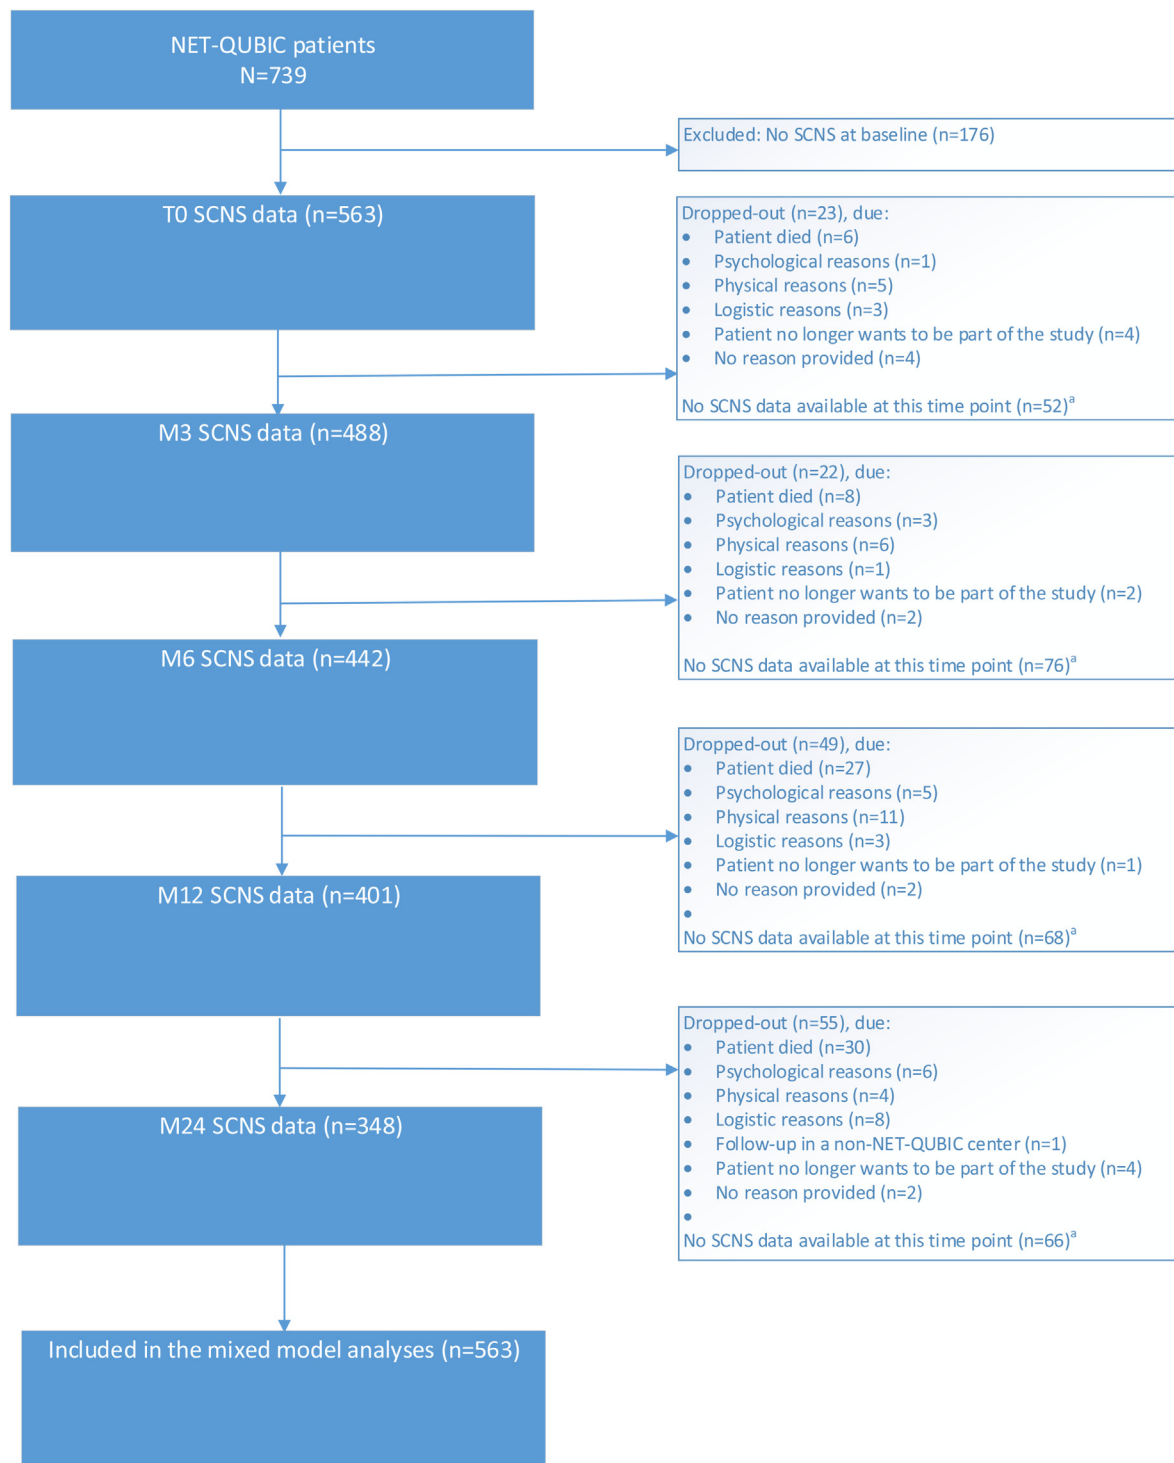 NET-QUBIC patients
N=739
Excluded: No SCNS at baseline (n=176)
T0 SCNS data (n=563)
Dropped-out (n=23), due:
• Patient died (n=6)
• Psychological reasons (n=1)
• Physical reasons (n=5)
• Logistic reasons (n=3)
• Patient no longer wants to be part of the study (n=4)
• No reason provided (n=4)
No SCNS data available at this time point (n=52)a
M3 SCNS data (n=488)
Dropped-out (n=22), due:
• Patient died (n=8)
• Psychological reasons (n=3)
• Physical reasons (n=6)
• Logistic reasons (n=1)
• Patient no longer wants to be part of the study (n=2)
• No reason provided (n=2)
No SCNS data available at this time point (n=76)a
M6 SCNS data (n=442)
Dropped-out (n=49), due:
• Patient died (n=27)
• Psychological reasons (n=5)
• Physical reasons (n=11)
• Logistic reasons (n=3)
• Patient no longer wants to be part of the study (n=1)
• No reason provided (n=2)
•
No SCNS data available at this time point (n=68)a
M12 SCNS data (n=401)
Dropped-out (n=55), due:
• Patient died (n=30)
• Psychological reasons (n=6)
• Physical reasons (n=4)
• Logistic reasons (n=8)
• Follow-up in a non-NET-QUBIC center (n=1)
• Patient no longer wants to be part of the study (n=4)
• No reason provided (n=2)
•
No SCNS data available at this time point (n=66)a
M24 SCNS data (n=348)
Included in the mixed model analyses (n=563)